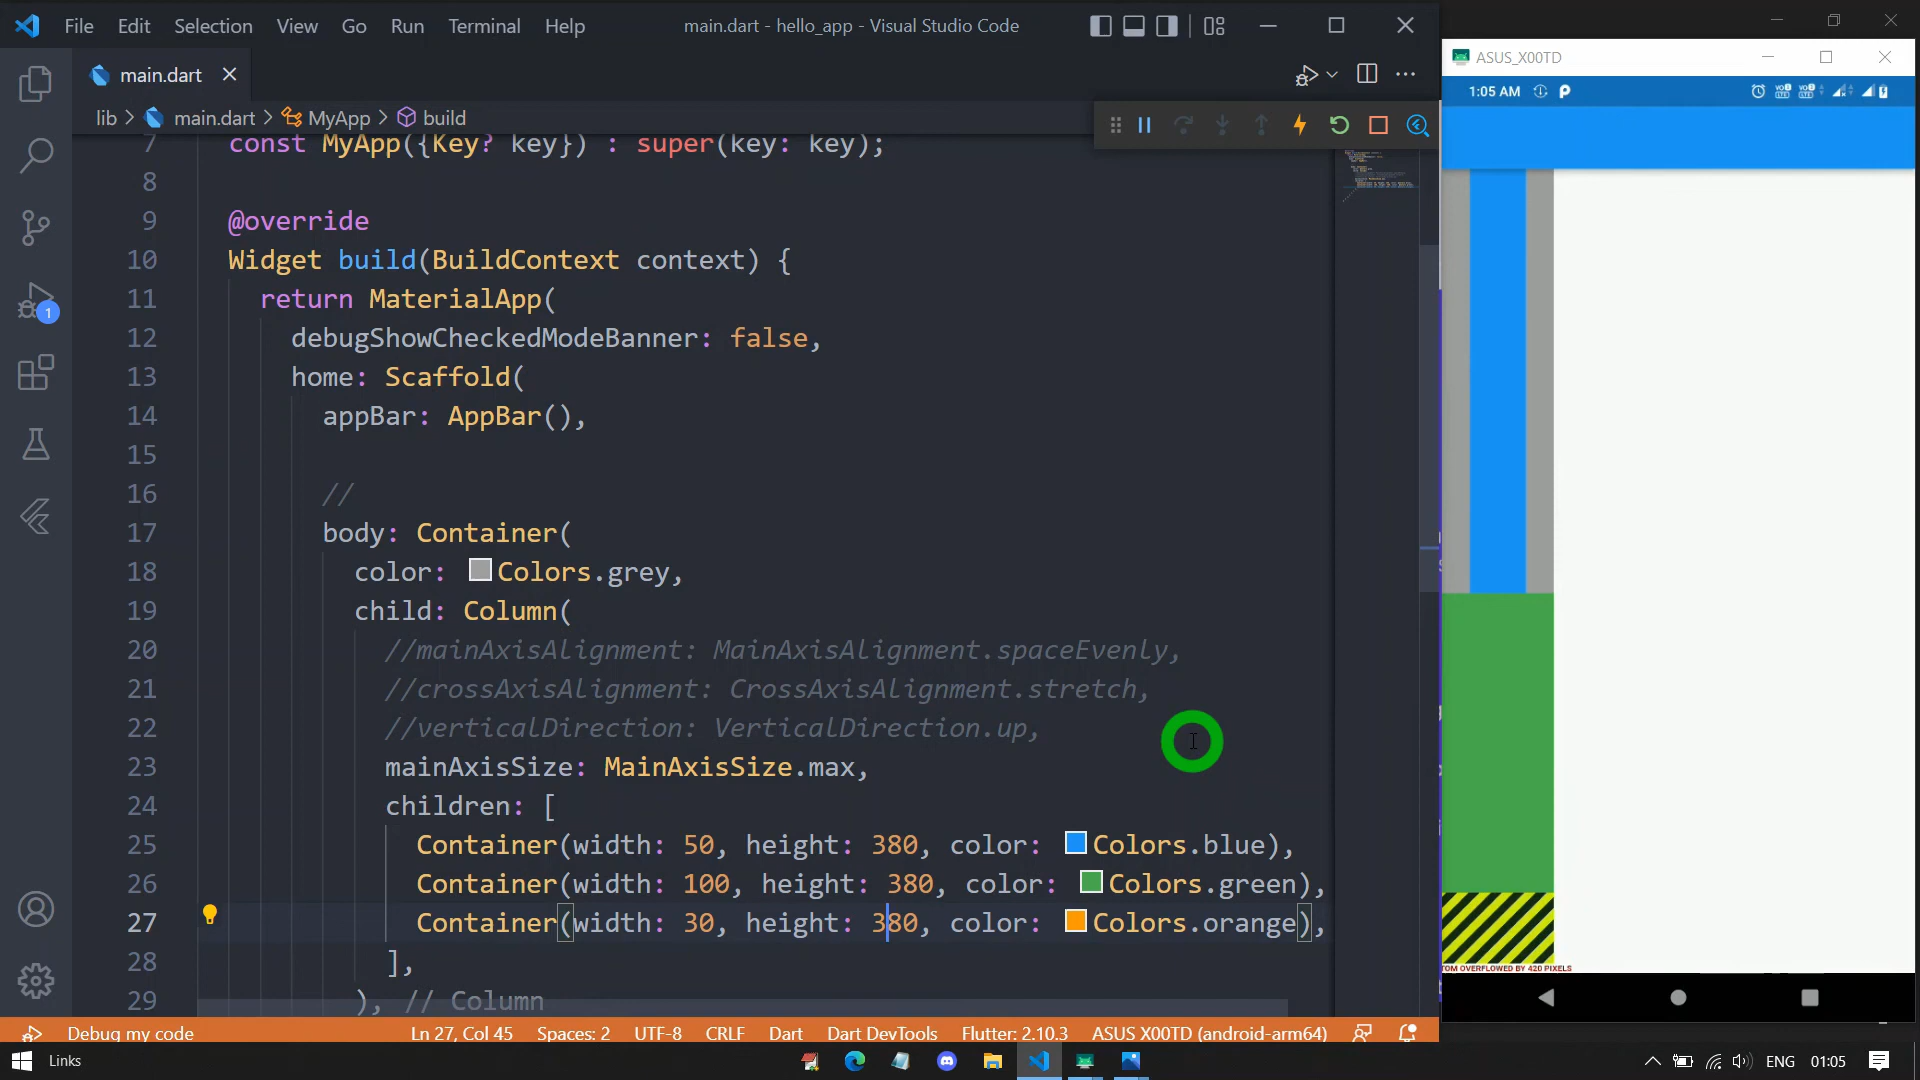 File Edit Selection View Go Run Terminal Help
main.dart - hello_app - Visual Studio Code
main.dart
lib > main.dart > MyApp > build
7 const MyApp({Key? key}) : super(key: key);
8
9 @override
10 Widget build(BuildContext context) {
11 return MaterialApp(
12 debugShowCheckedModeBanner: false,
13 home: Scaffold(
14 appBar: AppBar(),
15
16 //
17 body: Container(
18 color: Colors.grey,
19 child: Column(
20 //mainAxisAlignment: MainAxisAlignment.spaceEvenly,
21 //crossAxisAlignment: CrossAxisAlignment.stretch,
22 //verticalDirection: VerticalDirection.up,
23 mainAxisSize: MainAxisSize.max,
24 children: [
25 Container(width: 50, height: 380, color: Colors.blue),
26 Container(width: 100, height: 380, color: Colors.green),
27 Container(width: 30, height: 380, color: Colors.orange),
28 ],
29 ), // Column
1
Debug my code
Ln 27, Col 45 Spaces: 2 UTF-8 CRLF Dart Dart DevTools Flutter: 2.10.3 ASUS X00TD (android-arm64)
ASUS_X00TD
1:05 AM
TOM OVERFLOWED BY 420 PIXELS
Links
ENG 01:05